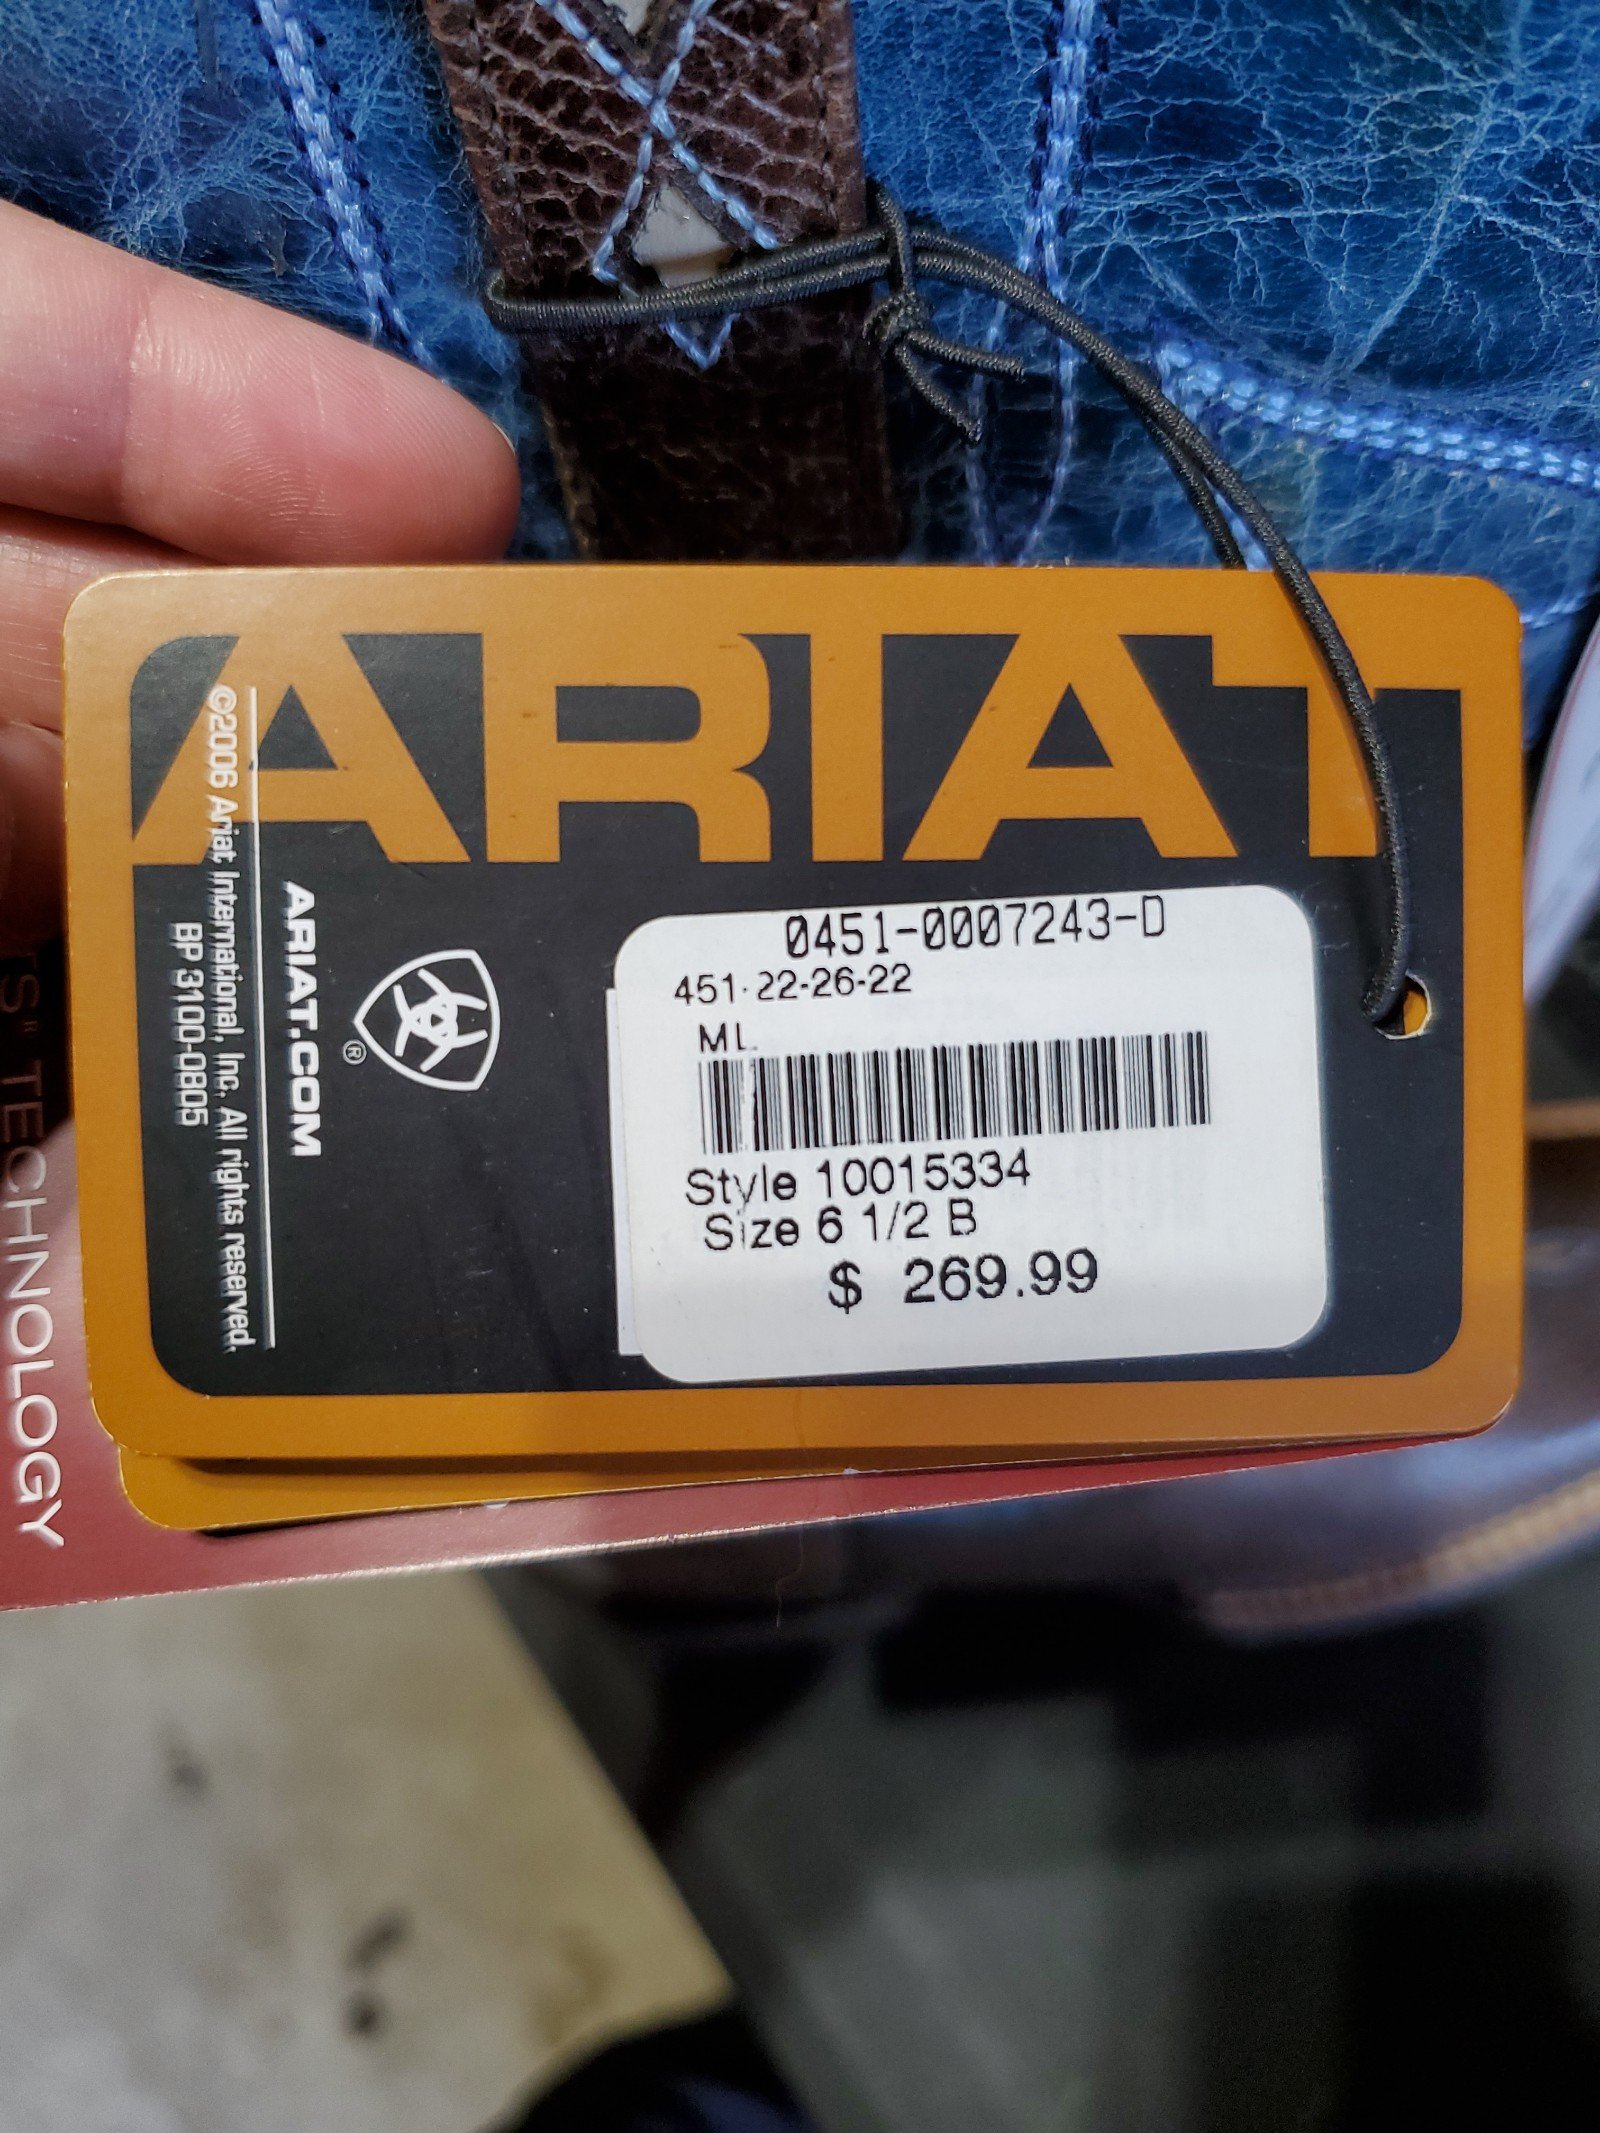 ARIAT
©2006 Ariat International, Inc. All rights reserved.
BP 3100-0805
ARIAT.COM
®
0451-0007243-D
451-22-26-22
ML
Style 10015334
Size 6 1/2 B
$ 269.99
TECHNOLOGY